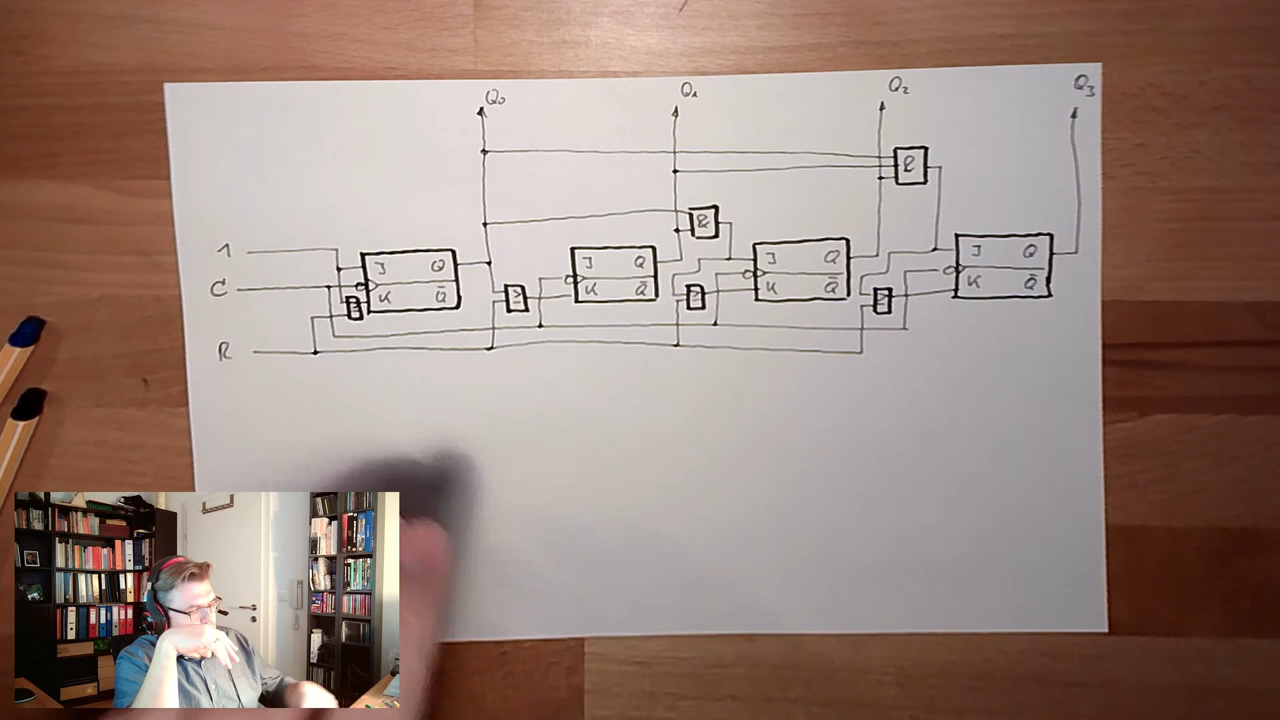 Q₀ Q₁ Q₂ Q₃
&
&
1
J Q J Q J Q J Q
C
K Q̄ K Q̄ K Q̄ K Q̄
≥ ≥ ≥ ≥
R